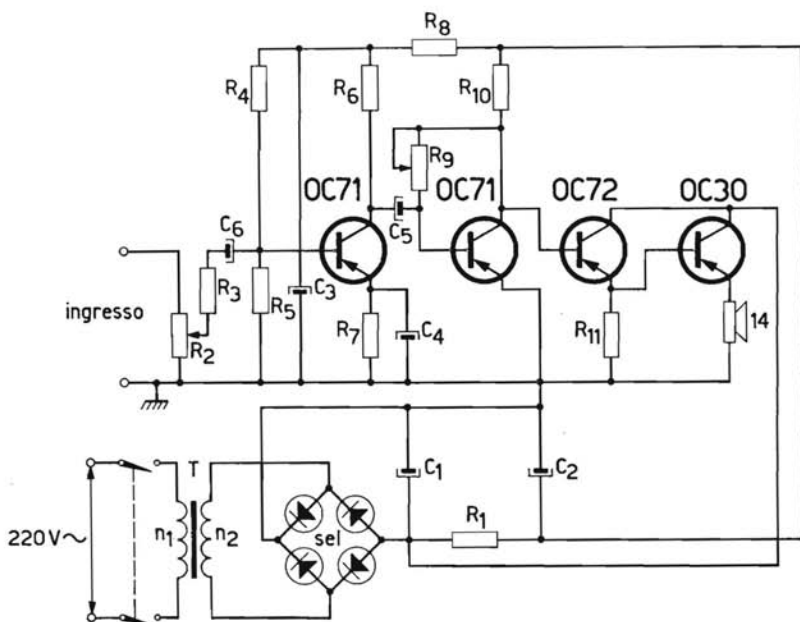 R8
R4
R6
R10
R9
OC71
OC71
OC72
OC30
C6
C5
R3
ingresso
R5
C3
R7
C4
R11
14
R2
T
C1
C2
220V~
n1
n2
sel
R1